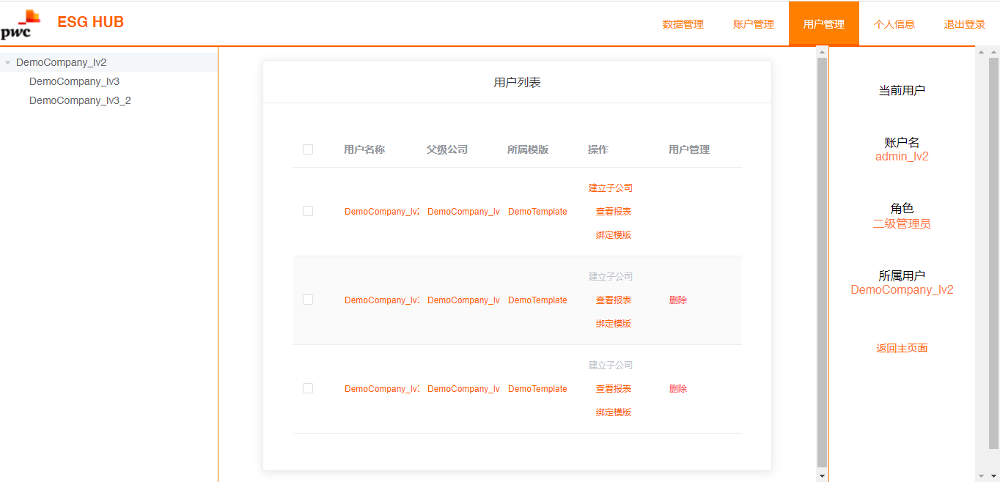 pwc
ESG HUB
数据管理
账户管理
用户管理
个人信息
退出登录
DemoCompany_lv2
DemoCompany_lv3
DemoCompany_lv3_2
用户列表
用户名称 父级公司 所属模版 操作 用户管理
建立子公司
DemoCompany_lv2 DemoCompany_lv DemoTemplate 查看报表
绑定模版
建立子公司
DemoCompany_lv3 DemoCompany_lv DemoTemplate 查看报表 删除
绑定模版
建立子公司
DemoCompany_lv3 DemoCompany_lv DemoTemplate 查看报表 删除
绑定模版
当前用户
账户名
admin_lv2
角色
二级管理员
所属用户
DemoCompany_lv2
返回主页面